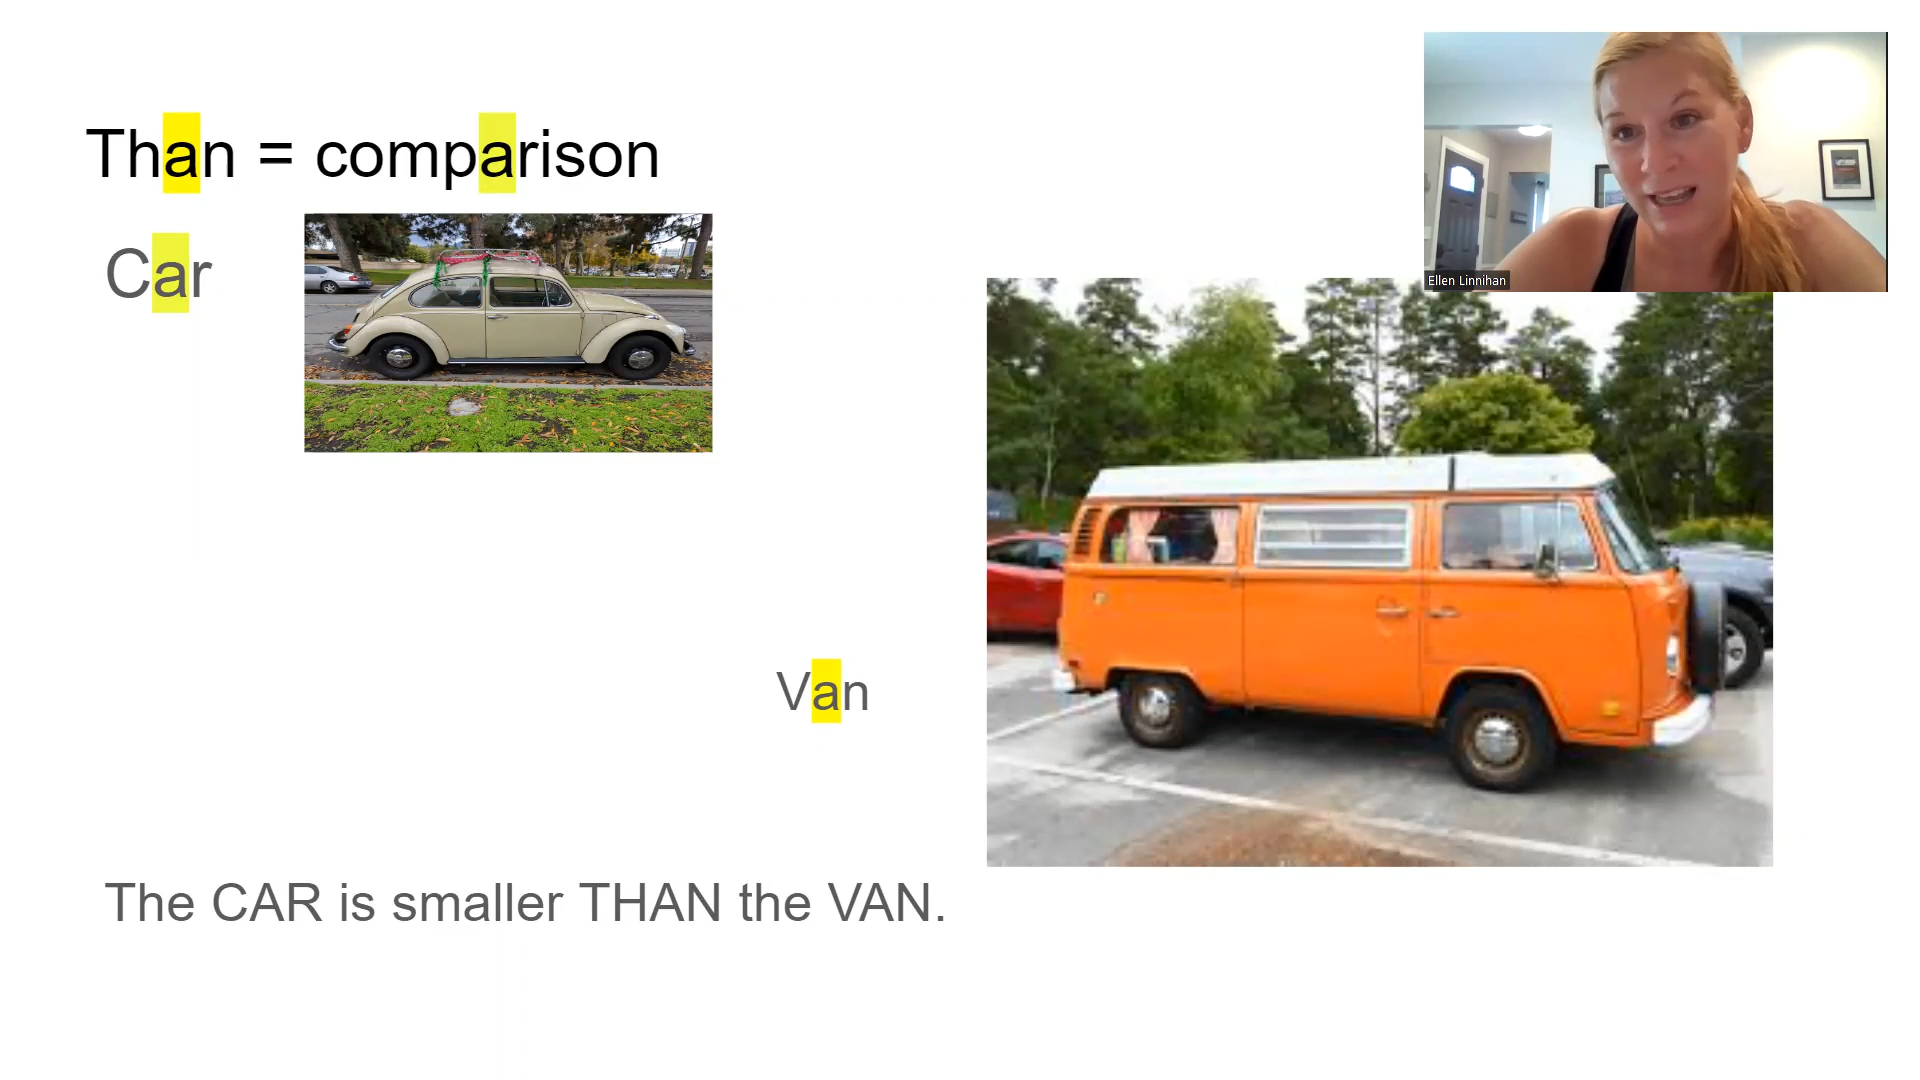 Than = comparison
Car
Ellen Linnihan
Van
The CAR is smaller THAN the VAN.